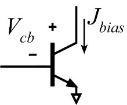 V_cb + J_bias
−